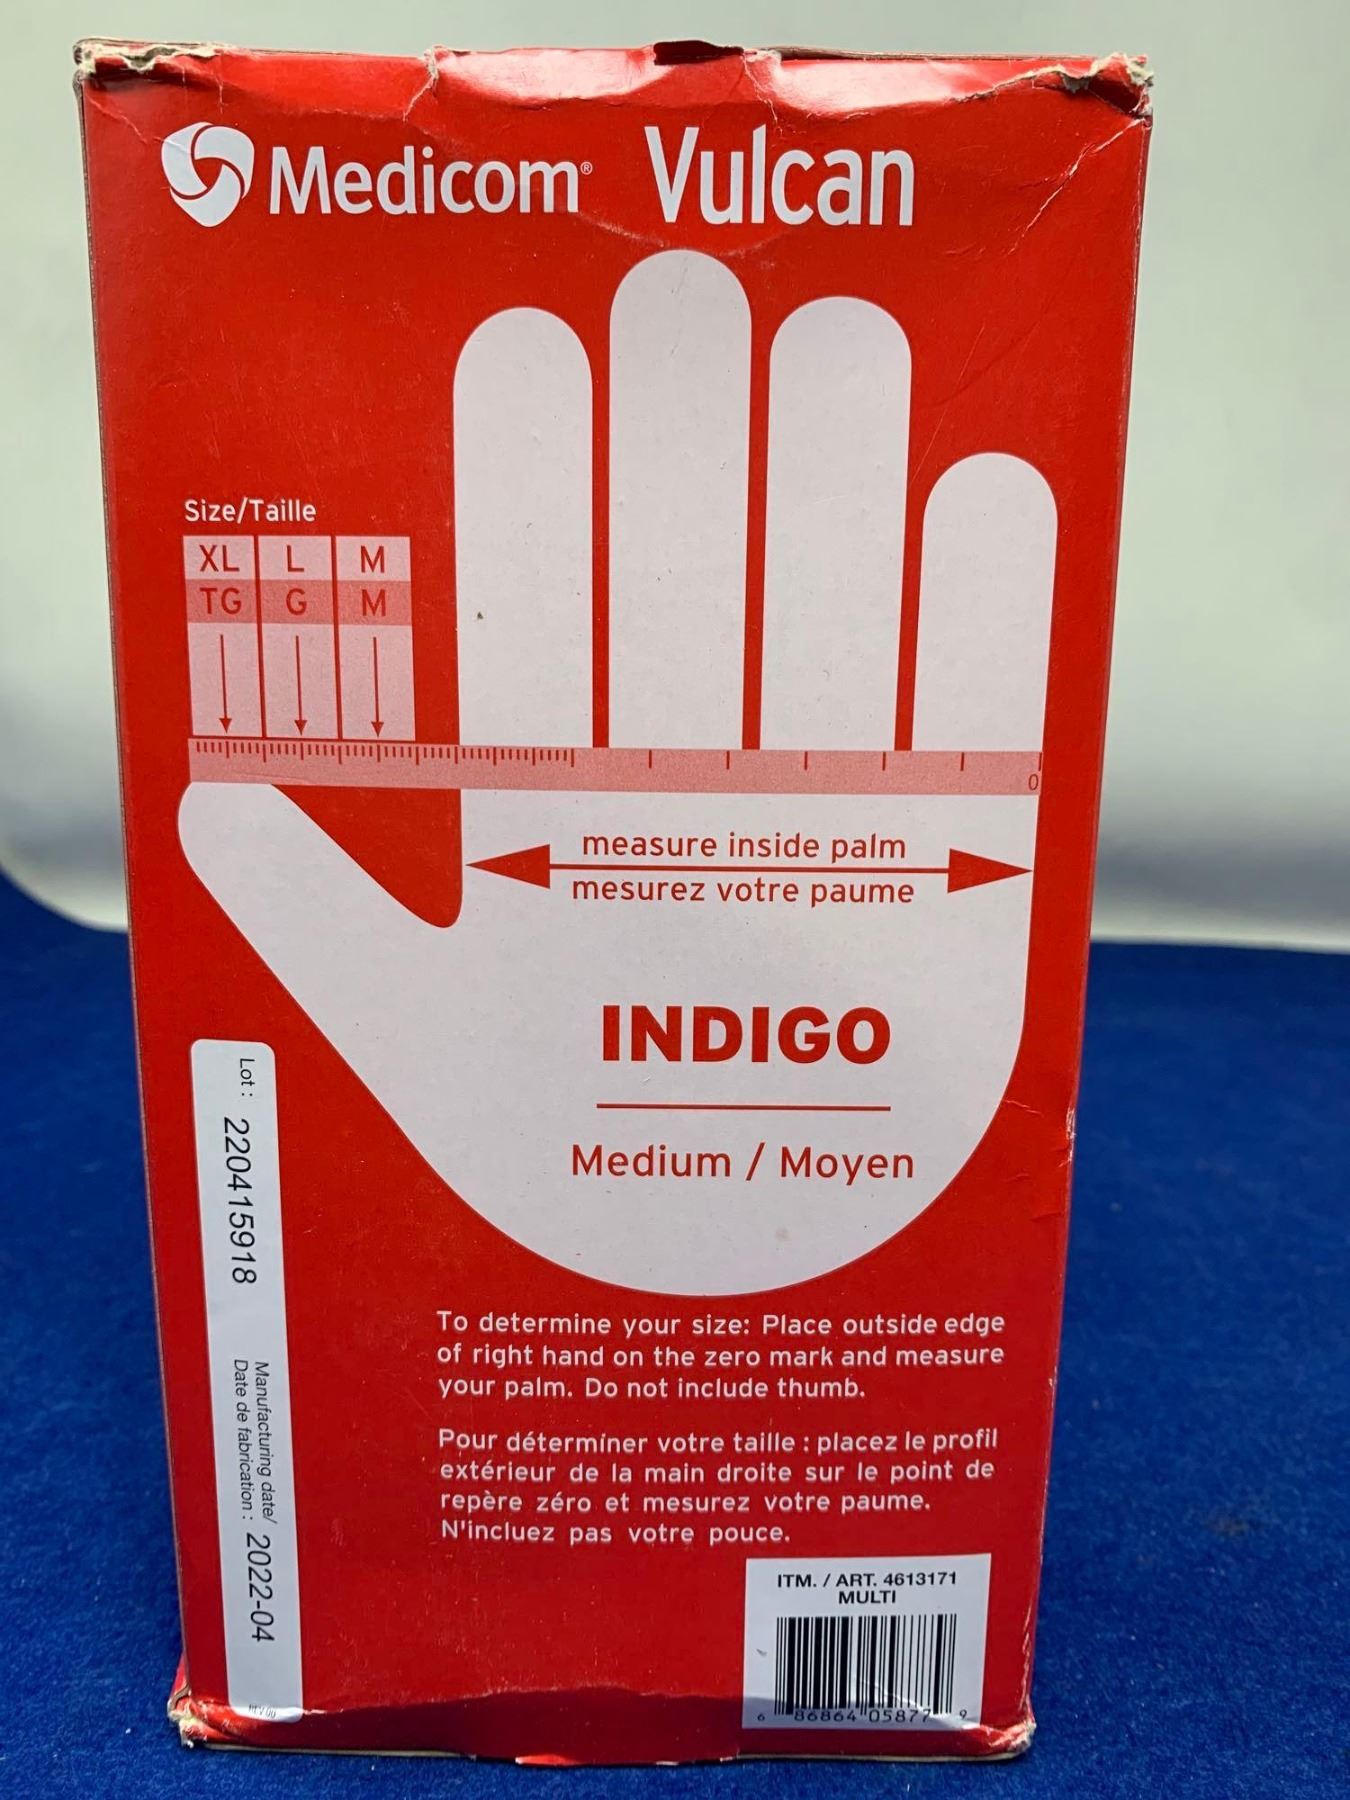 Medicom® Vulcan
Size/Taille
XL L M
TG G M
0
measure inside palm
mesurez votre paume
INDIGO
Medium / Moyen
Lot : 220415918
Manufacturing date/
Date de fabrication : 2022-04
REV 00
To determine your size: Place outside edge
of right hand on the zero mark and measure
your palm. Do not include thumb.
Pour déterminer votre taille : placez le profil
extérieur de la main droite sur le point de
repère zéro et mesurez votre paume.
N'incluez pas votre pouce.
ITM. / ART. 4613171
MULTI
6 86864 05877 9